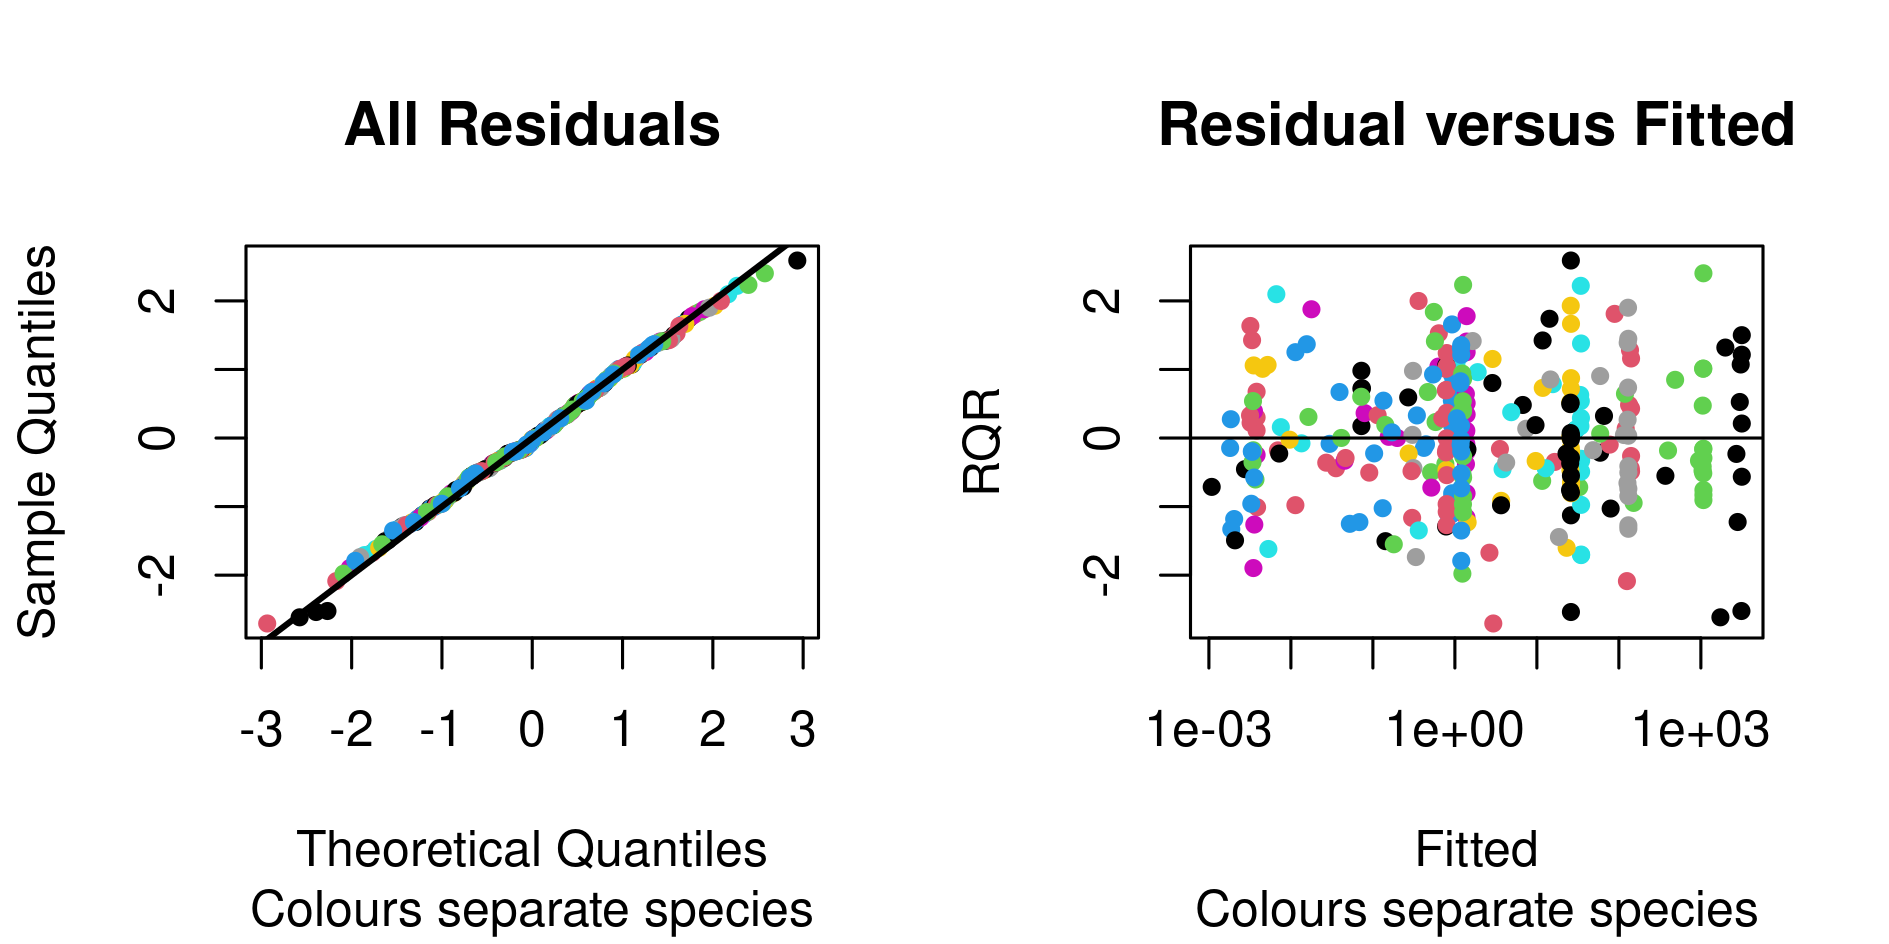 All Residuals
Sample Quantiles
2
0
-2
-3 -2 -1 0 1 2 3
Theoretical Quantiles
Colours separate species
Residual versus Fitted
RQR
2
0
-2
1e-03 1e+00 1e+03
Fitted
Colours separate species